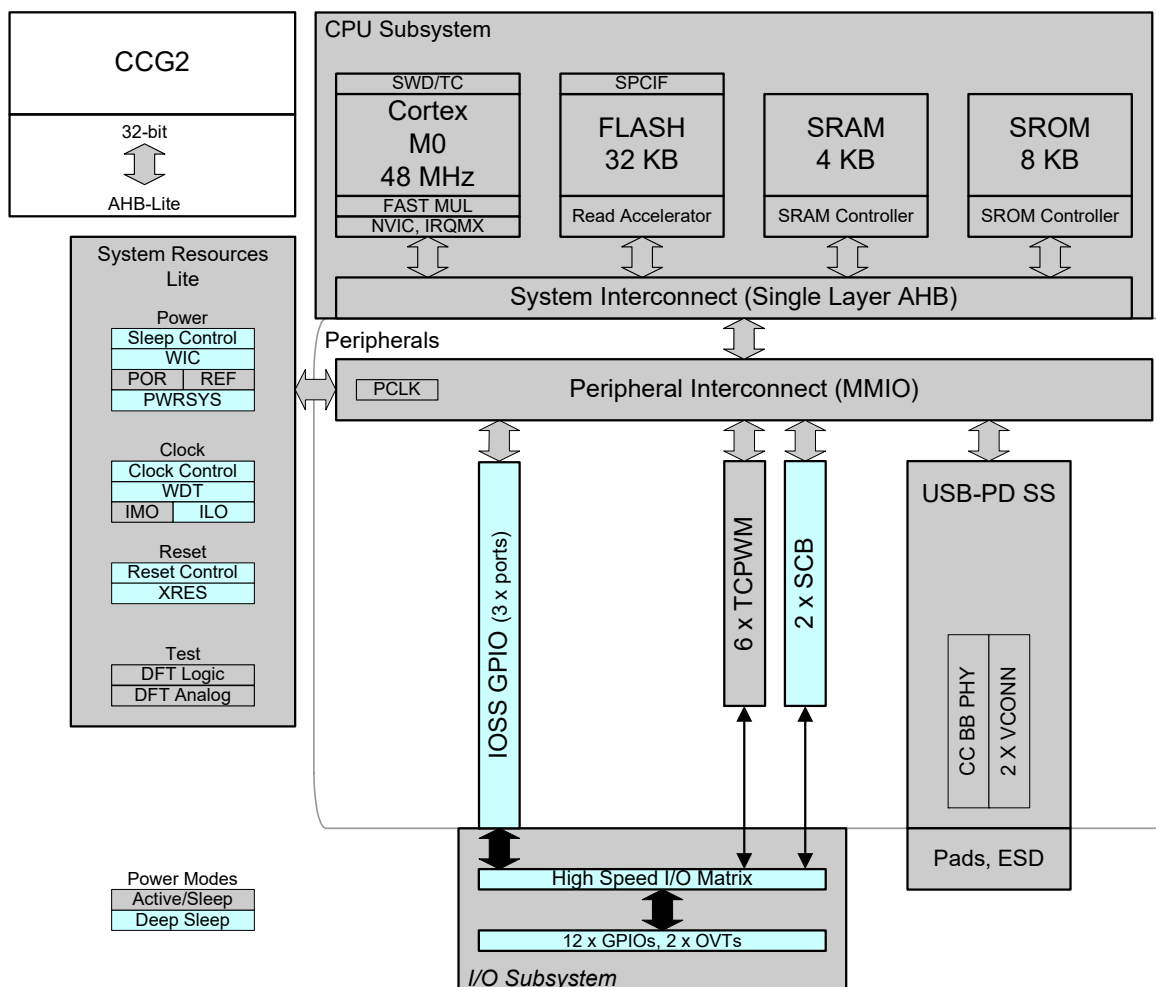 CCG2
32-bit
AHB-Lite
CPU Subsystem
SWD/TC
Cortex
M0
48 MHz
FAST MUL
NVIC, IRQMX
SPCIF
FLASH
32 KB
Read Accelerator
SRAM
4 KB
SRAM Controller
SROM
8 KB
SROM Controller
System Interconnect (Single Layer AHB)
System Resources
Lite
Power
Sleep Control
WIC
POR REF
PWRSYS
Clock
Clock Control
WDT
IMO ILO
Reset
Reset Control
XRES
Test
DFT Logic
DFT Analog
Peripherals
PCLK
Peripheral Interconnect (MMIO)
IOSS GPIO (3 x ports)
6 x TCPWM
2 x SCB
USB-PD SS
CC BB PHY
2 X VCONN
Pads, ESD
High Speed I/O Matrix
12 x GPIOs, 2 x OVTs
I/O Subsystem
Power Modes
Active/Sleep
Deep Sleep